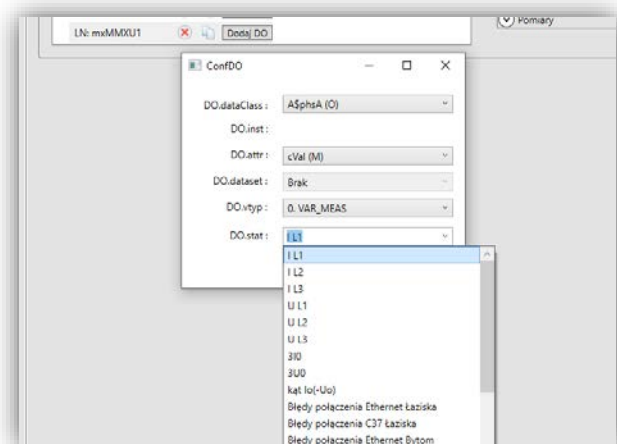 LN: mxMMXU1
Dodaj DO
Pomiary
ConfDO
DO.dataClass : A$phsA (O)
DO.inst :
DO.attr : cVal (M)
DO.dataset : Brak
DO.vtyp : 0. VAR_MEAS
DO.stat : I L1
I L1
I L2
I L3
U L1
U L2
U L3
3I0
3U0
kąt Io(-Uo)
Błędy połączenia Ethernet Łaziska
Błędy połączenia C37 Łaziska
Błędy połączenia Ethernet Bytom